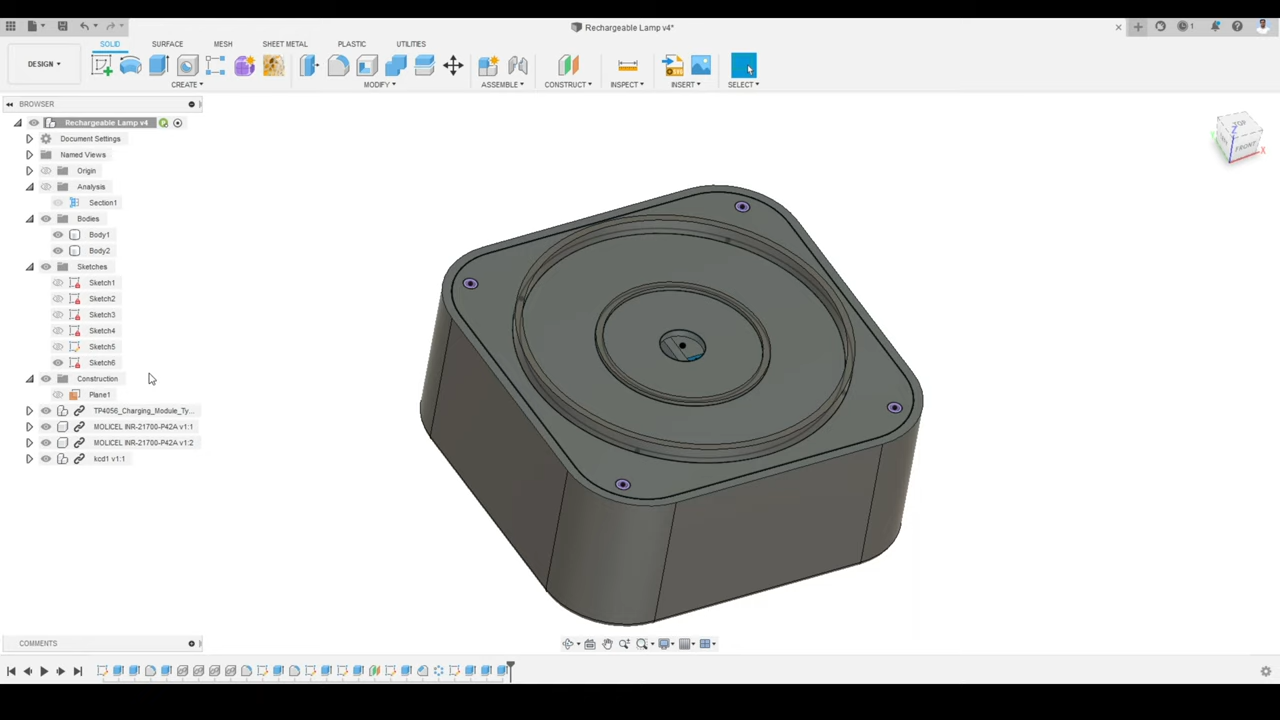 Rechargeable Lamp v4*
1
SOLID
SURFACE
MESH
SHEET METAL
PLASTIC
UTILITIES
DESIGN
CREATE
MODIFY
ASSEMBLE
CONSTRUCT
INSPECT
INSERT
SELECT
BROWSER
Rechargeable Lamp v4
Document Settings
Named Views
Origin
Analysis
Section1
Bodies
Body1
Body2
Sketches
Sketch1
Sketch2
Sketch3
Sketch4
Sketch5
Sketch6
Construction
Plane1
TP4056_Charging_Module_Ty...
MOLICEL INR-21700-P42A v1:1
MOLICEL INR-21700-P42A v1:2
kcd1 v1:1
TOP
Z
FRONT
X
COMMENTS